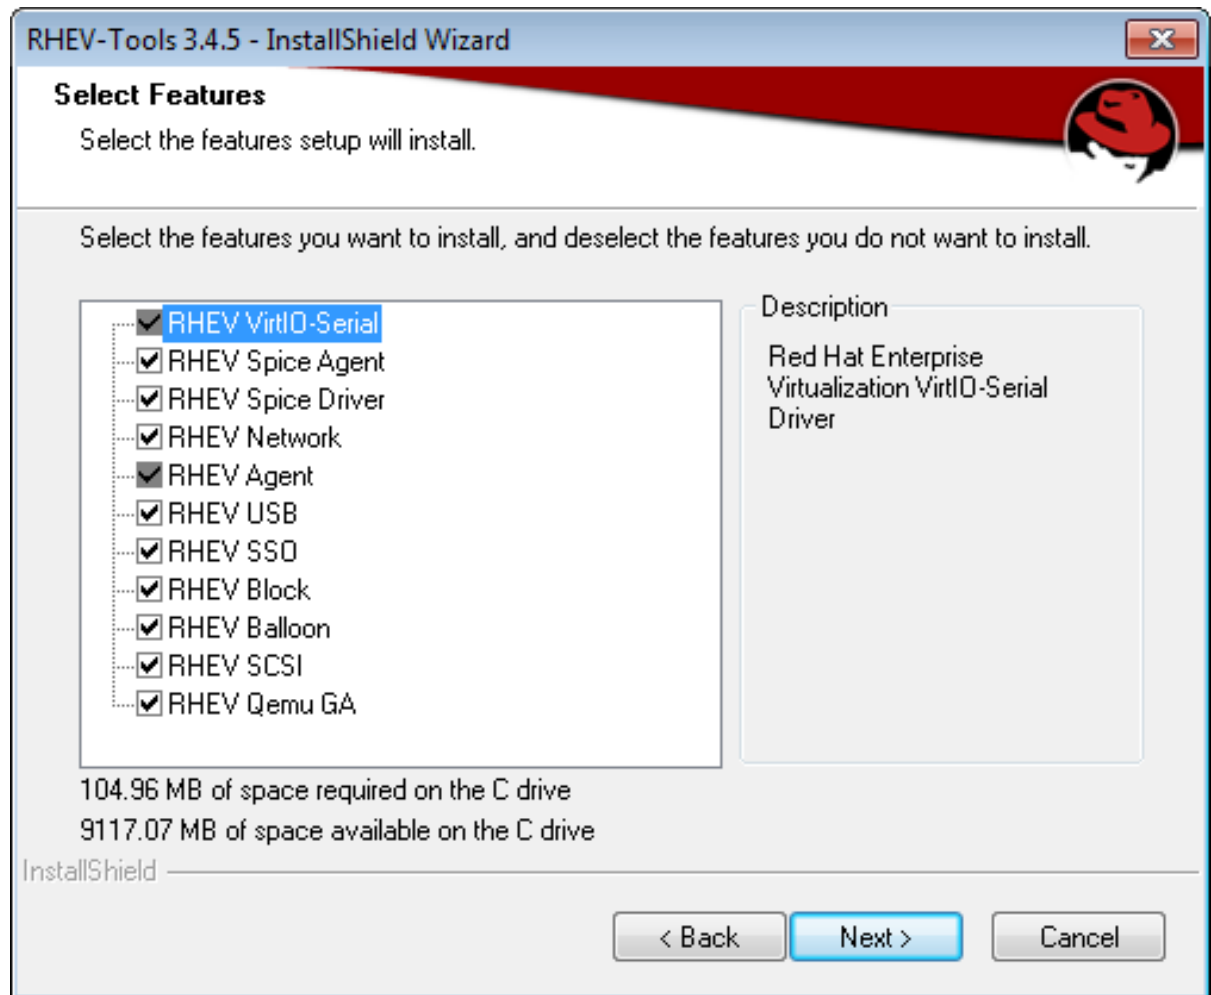 RHEV-Tools 3.4.5 - InstallShield Wizard
Select Features
Select the features setup will install.
Select the features you want to install, and deselect the features you do not want to install.
RHEV VirtIO-Serial
RHEV Spice Agent
RHEV Spice Driver
RHEV Network
RHEV Agent
RHEV USB
RHEV SSO
RHEV Block
RHEV Balloon
RHEV SCSI
RHEV Qemu GA
Description
Red Hat Enterprise
Virtualization VirtIO-Serial
Driver
104.96 MB of space required on the C drive
9117.07 MB of space available on the C drive
InstallShield
< Back
Next >
Cancel